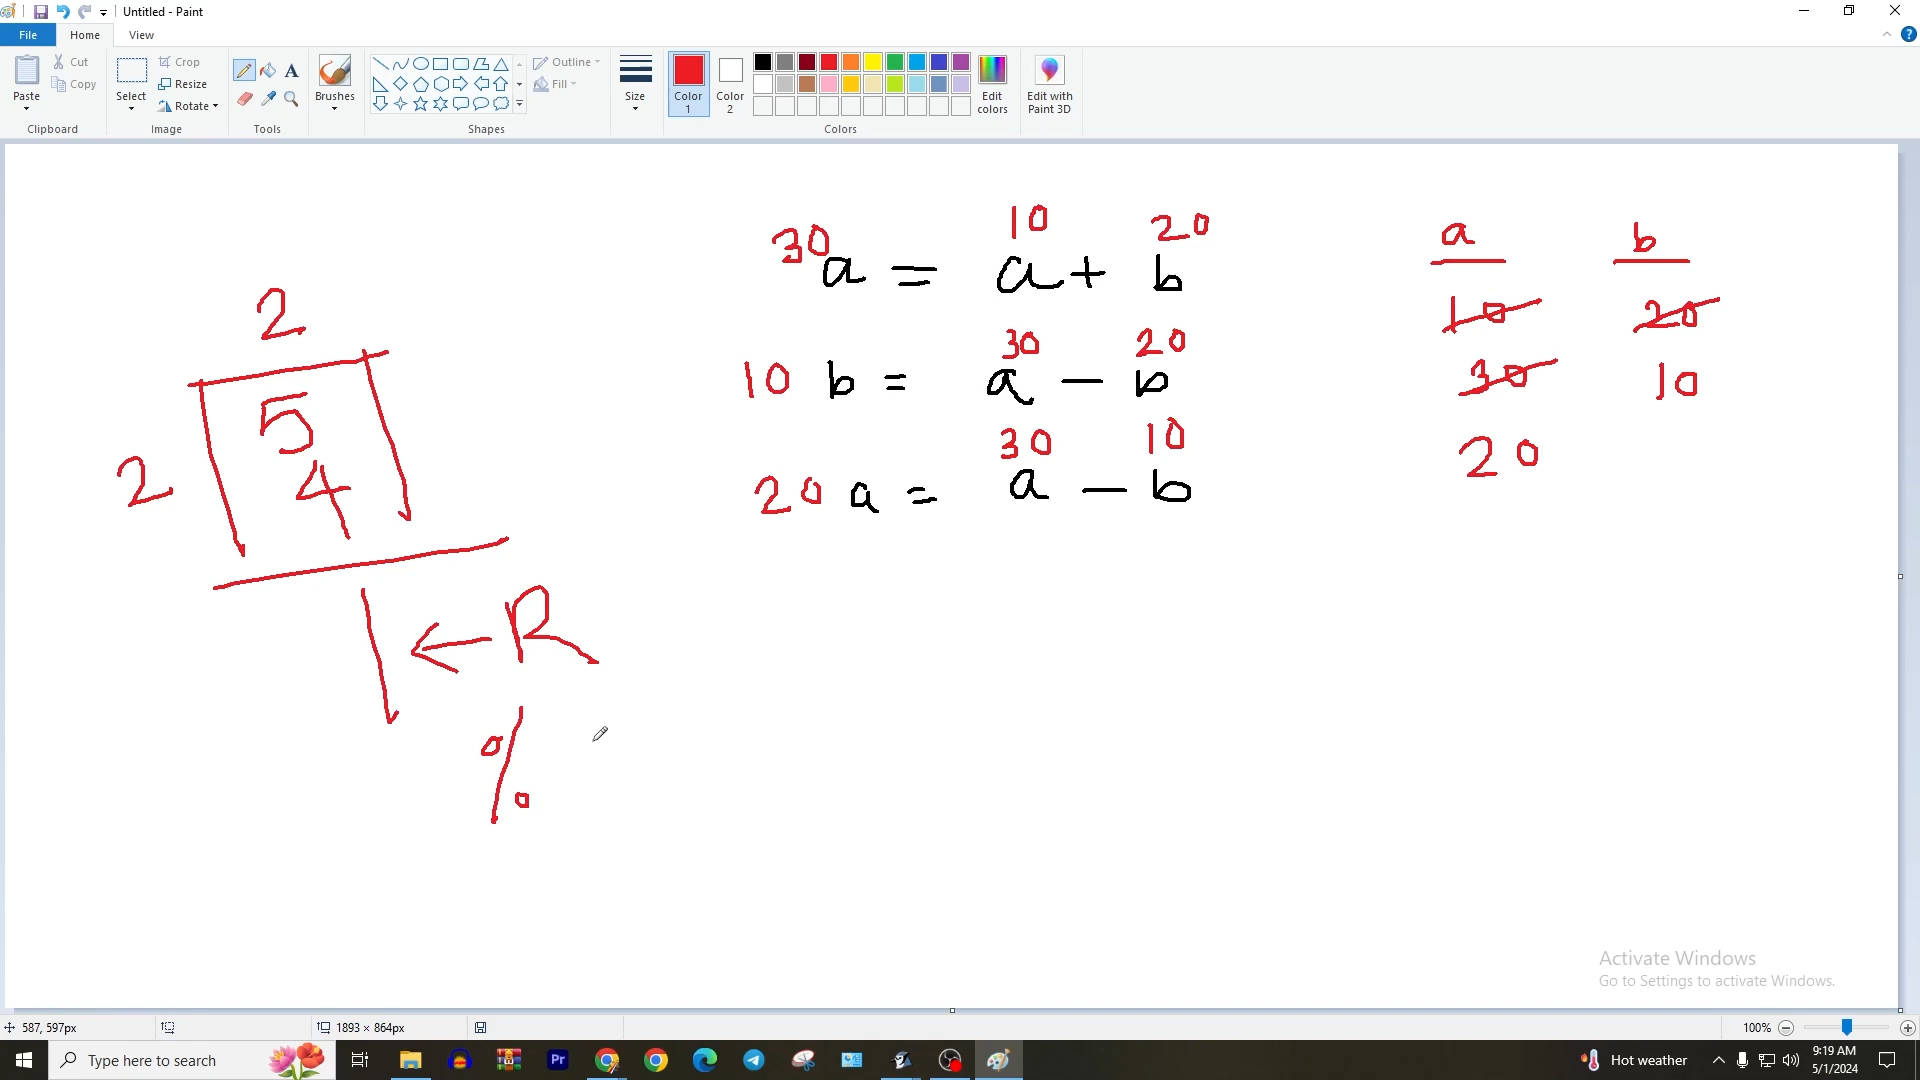 Untitled - Paint
File Home View
Paste
Cut
Copy
Clipboard
Select
Crop
Resize
Rotate
Image
A
Tools
Brushes
Outline
Fill
Shapes
Size
Color 1
Color 2
Edit colors
Colors
Edit with Paint 3D
2
2
5
4
R
%
30 10 20
a = a + b
30 20
10 b = a - b
30 10
20 a = a - b
a b
10 20
30 10
20
Activate Windows
Go to Settings to activate Windows.
587, 597px
1893 × 864px
100%
Type here to search
Pr
Hot weather
9:19 AM
5/1/2024